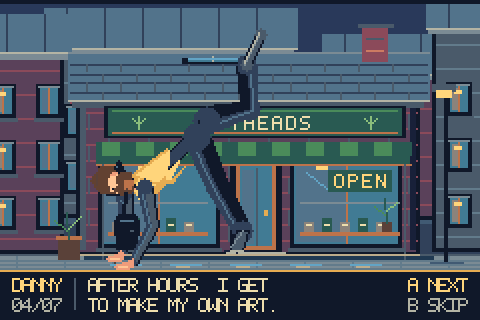 THEADS
OPEN
DANNY
04/07
AFTER HOURS I GET
TO MAKE MY OWN ART.
A NEXT
B SKIP